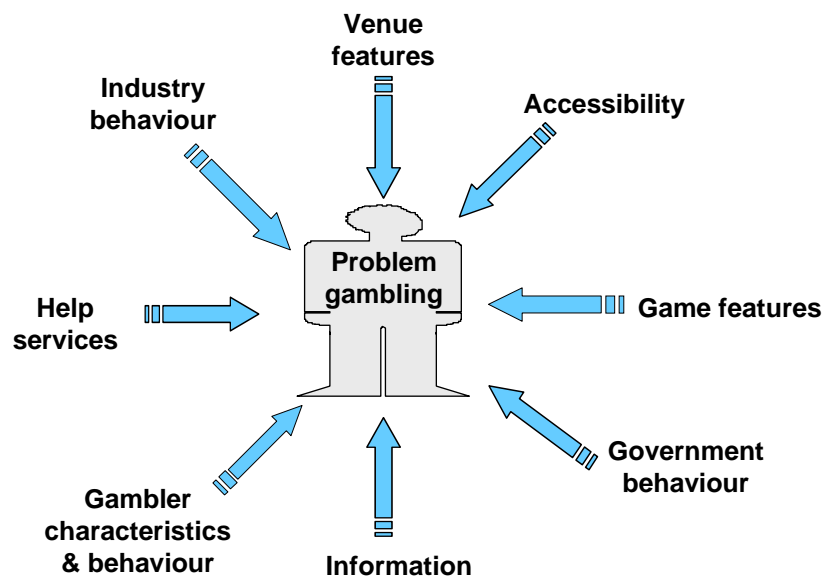 Venue
features
Industry
behaviour
Accessibility
Problem
gambling
Help
services
Game features
Government
behaviour
Gambler
characteristics
& behaviour
Information